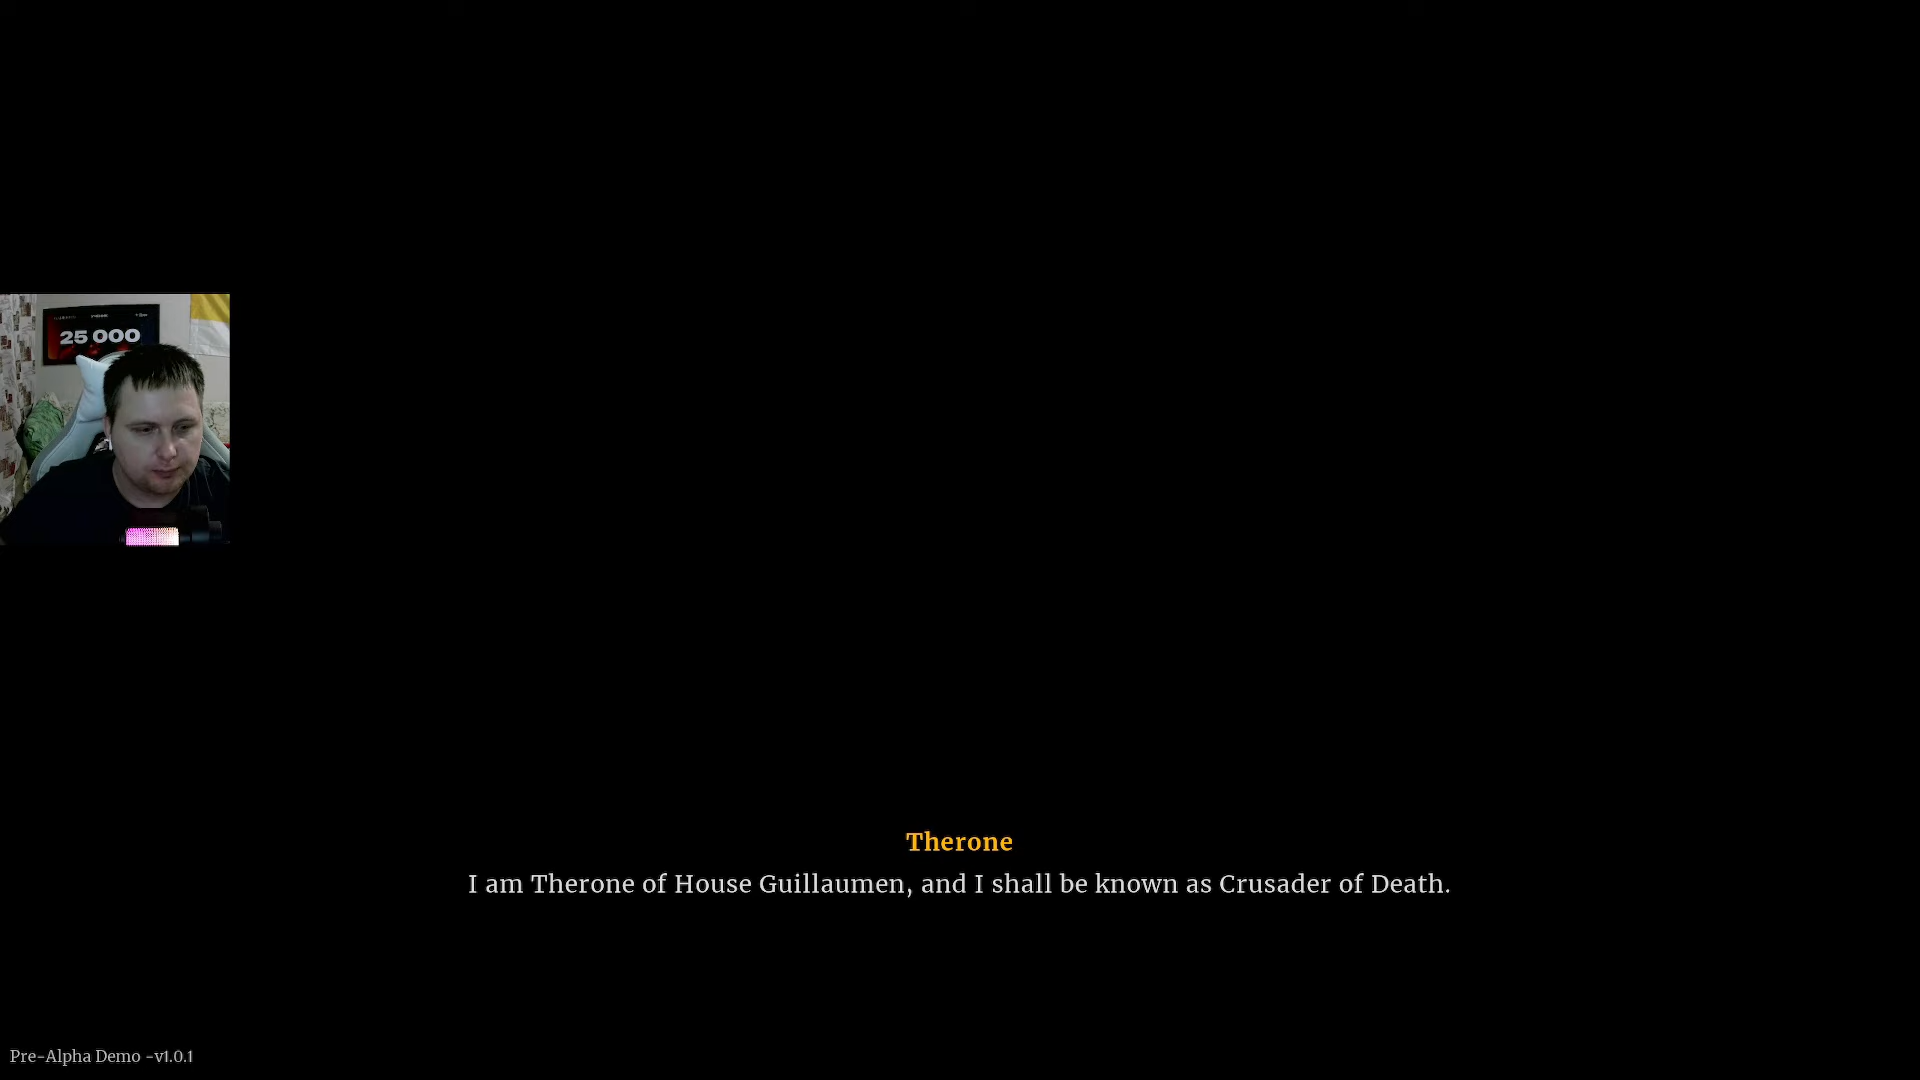 25 000
Therone
I am Therone of House Guillaumen, and I shall be known as Crusader of Death.
Pre-Alpha Demo -v1.0.1